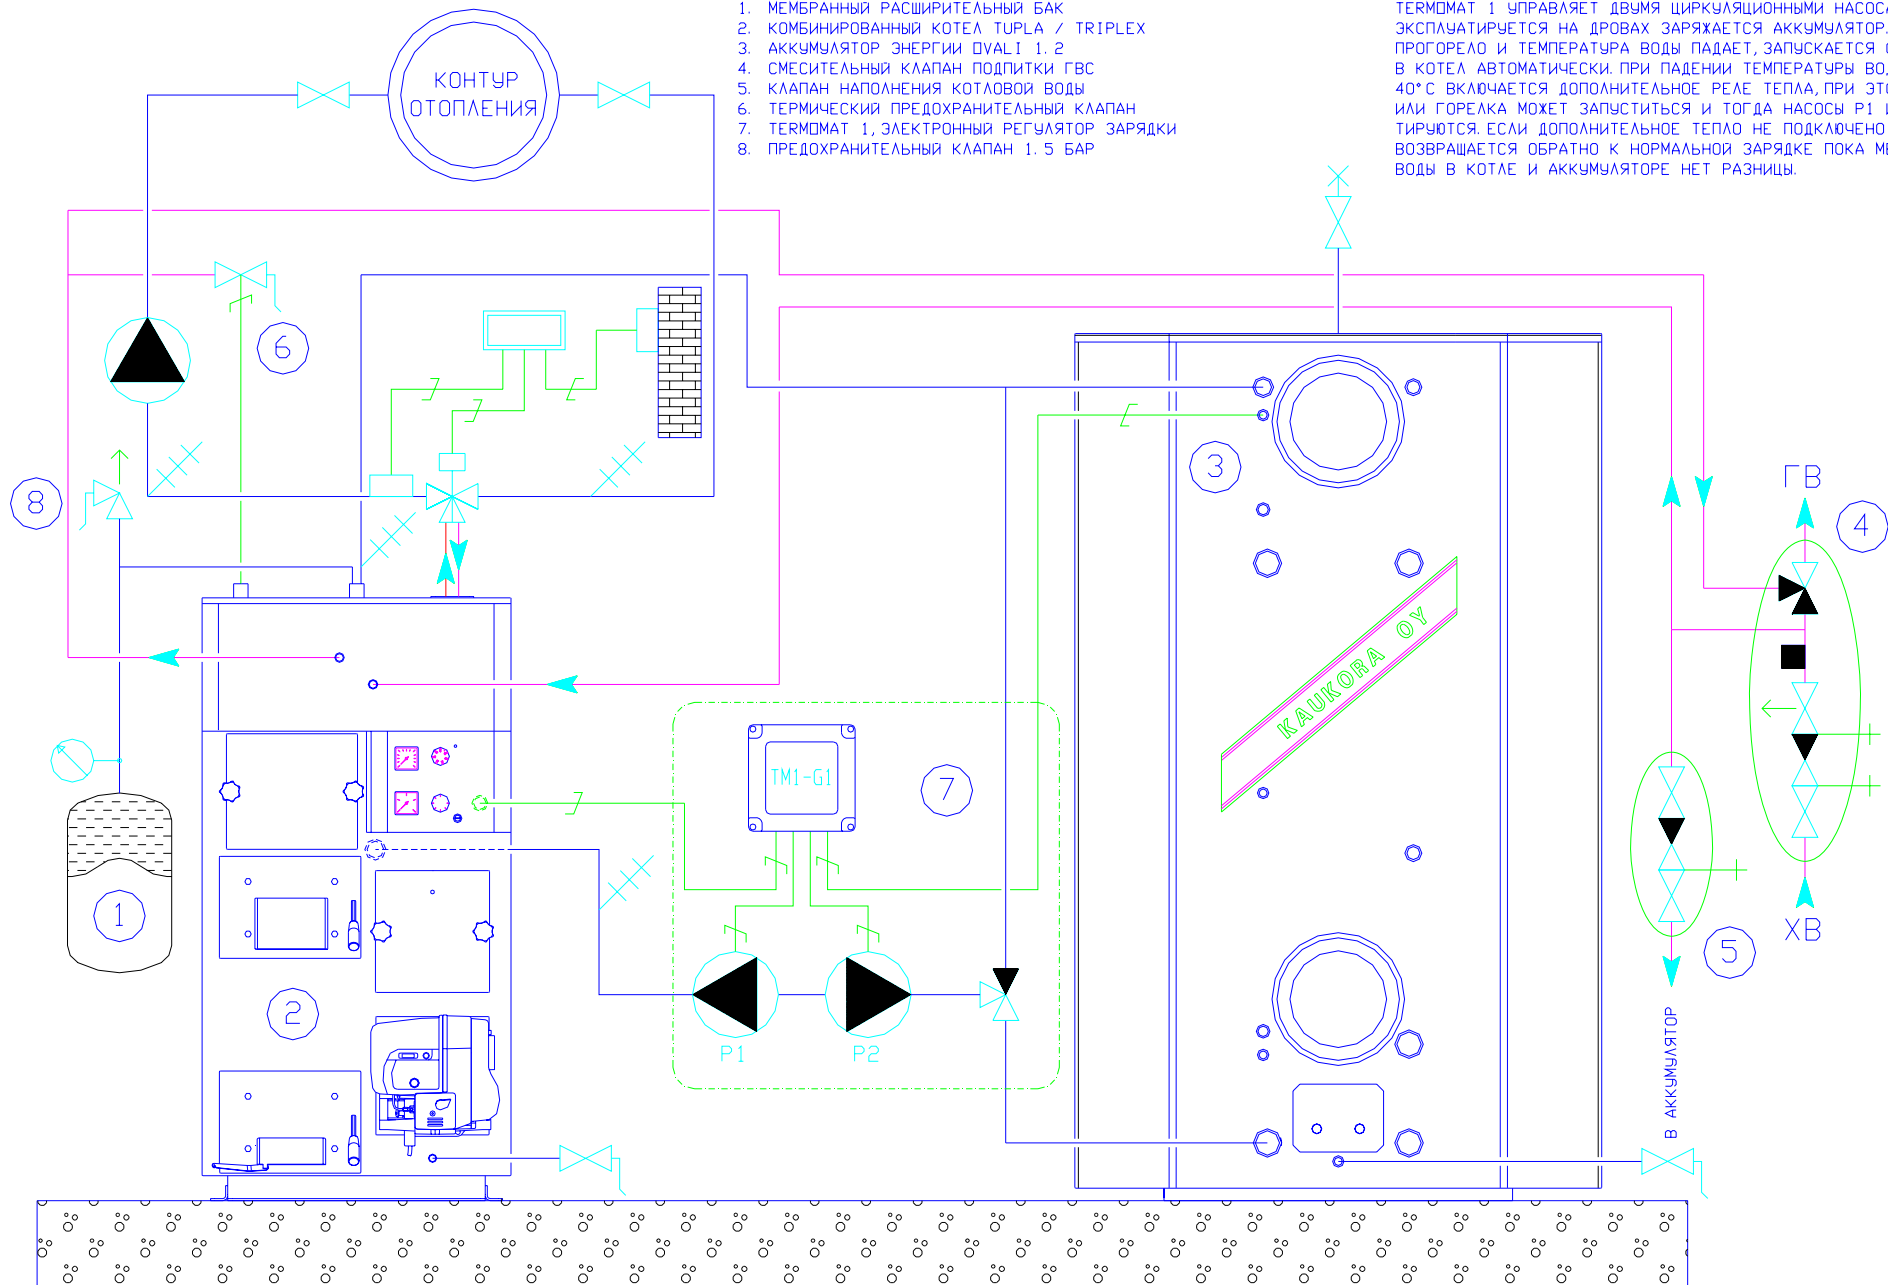 1. МЕМБРАННЫЙ РАСШИРИТЕЛЬНЫЙ БАК
2. КОМБИНИРОВАННЫЙ КОТЕЛ TUPLA / TRIPLEX
3. АККУМУЛЯТОР ЭНЕРГИИ OVALI 1.2
4. СМЕСИТЕЛЬНЫЙ КЛАПАН ПОДПИТКИ ГВС
5. КЛАПАН НАПОЛНЕНИЯ КОТЛОВОЙ ВОДЫ
6. ТЕРМИЧЕСКИЙ ПРЕДОХРАНИТЕЛЬНЫЙ КЛАПАН
7. TERMOMAT 1, ЭЛЕКТРОННЫЙ РЕГУЛЯТОР ЗАРЯДКИ
8. ПРЕДОХРАНИТЕЛЬНЫЙ КЛАПАН 1.5 БАР
TERMOMAT 1 УПРАВЛЯЕТ ДВУМЯ ЦИРКУЛЯЦИОННЫМИ НАСОСА
ЭКСПЛУАТИРУЕТСЯ НА ДРОВАХ ЗАРЯЖАЕТСЯ АККУМУЛЯТОР.
ПРОГОРЕЛО И ТЕМПЕРАТУРА ВОДЫ ПАДАЕТ, ЗАПУСКАЕТСЯ
В КОТЕЛ АВТОМАТИЧЕСКИ. ПРИ ПАДЕНИИ ТЕМПЕРАТУРЫ ВО
40°C ВКЛЮЧАЕТСЯ ДОПОЛНИТЕЛЬНОЕ РЕЛЕ ТЕПЛА, ПРИ ЭТО
ИЛИ ГОРЕЛКА МОЖЕТ ЗАПУСТИТЬСЯ И ТОГДА НАСОСЫ P1 И
ТИРУЮТСЯ. ЕСЛИ ДОПОЛНИТЕЛЬНОЕ ТЕПЛО НЕ ПОДКЛЮЧЕНО
ВОЗВРАЩАЕТСЯ ОБРАТНО К НОРМАЛЬНОЙ ЗАРЯДКЕ ПОКА МЕ
ВОДЫ В КОТЛЕ И АККУМУЛЯТОРЕ НЕТ РАЗНИЦЫ.
КОНТУР
ОТОПЛЕНИЯ
6
8
3
ГВ
4
KAUKORA OY
TM1-G1
7
1
2
P1
P2
5
ХВ
В АККУМУЛЯТОР